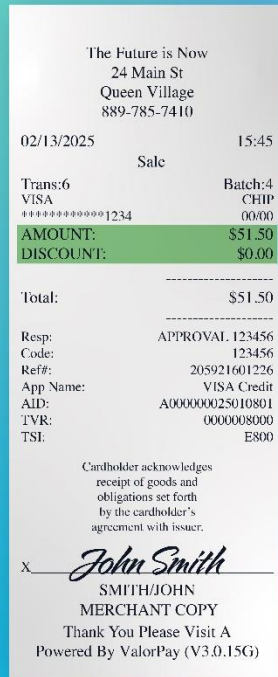 The Future is Now
24 Main St
Queen Village
889-785-7410
02/13/2025 15:45
Sale
Trans:6 Batch:4
VISA CHIP
************1234 00/00
AMOUNT: $51.50
DISCOUNT: $0.00
--------------------
Total: $51.50
--------------------
Resp: APPROVAL 123456
Code: 123456
Ref#: 205921601226
App Name: VISA Credit
AID: A000000025010801
TVR: 0000008000
TSI: E800
Cardholder acknowledges
receipt of goods and
obligations set forth
by the cardholder's
agreement with issuer.
X John Smith
SMITH/JOHN
MERCHANT COPY
Thank You Please Visit A
Powered By ValorPay (V3.0.15G)